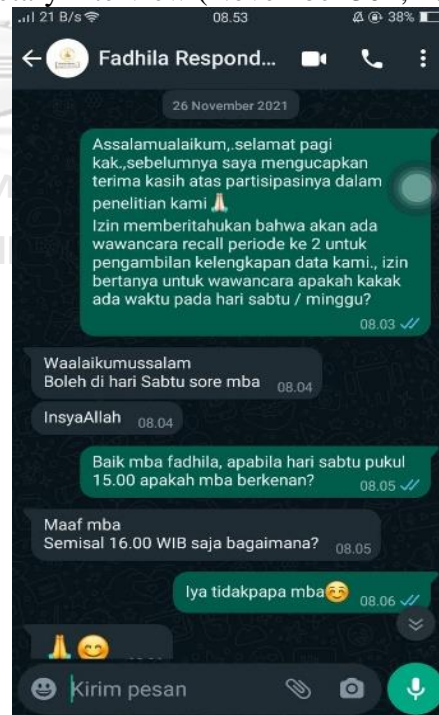 21 B/s
08.53
38%
Fadhila Respond...
26 November 2021
Assalamualaikum,.selamat pagi
kak.,sebelumnya saya mengucapkan
terima kasih atas partisipasinya dalam
penelitian kami 🙏
Izin memberitahukan bahwa akan ada
wawancara recall periode ke 2 untuk
pengambilan kelengkapan data kami., izin
bertanya untuk wawancara apakah kakak
ada waktu pada hari sabtu / minggu?
08.03
Waalaikumussalam
Boleh di hari Sabtu sore mba 08.04
InsyaAllah 08.04
Baik mba fadhila, apabila hari sabtu pukul
15.00 apakah mba berkenan? 08.05
Maaf mba
Semisal 16.00 WIB saja bagaimana? 08.05
Iya tidakpapa mba☺️ 08.06
🙏😊
Kirim pesan